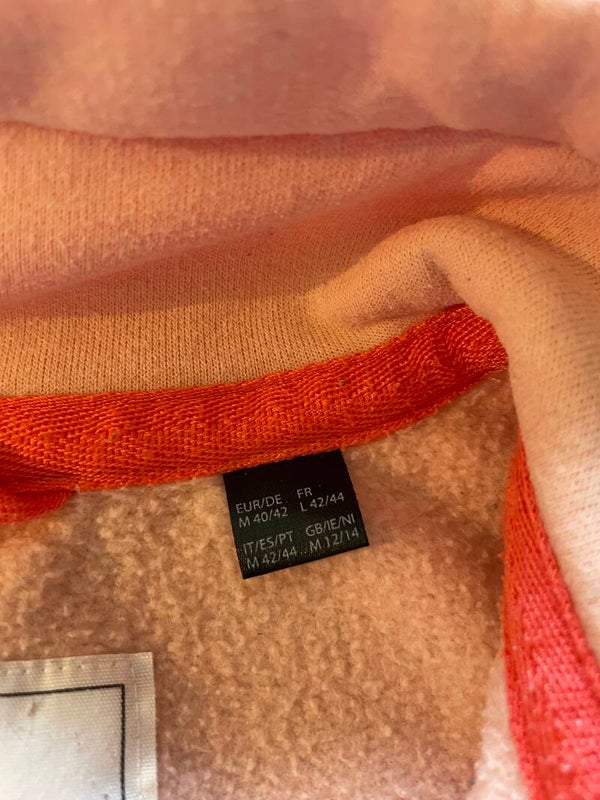 EUR/DE FR
M 40/42 L 42/44
IT/ES/PT GB/IE/NI
M 42/44 M 12/14